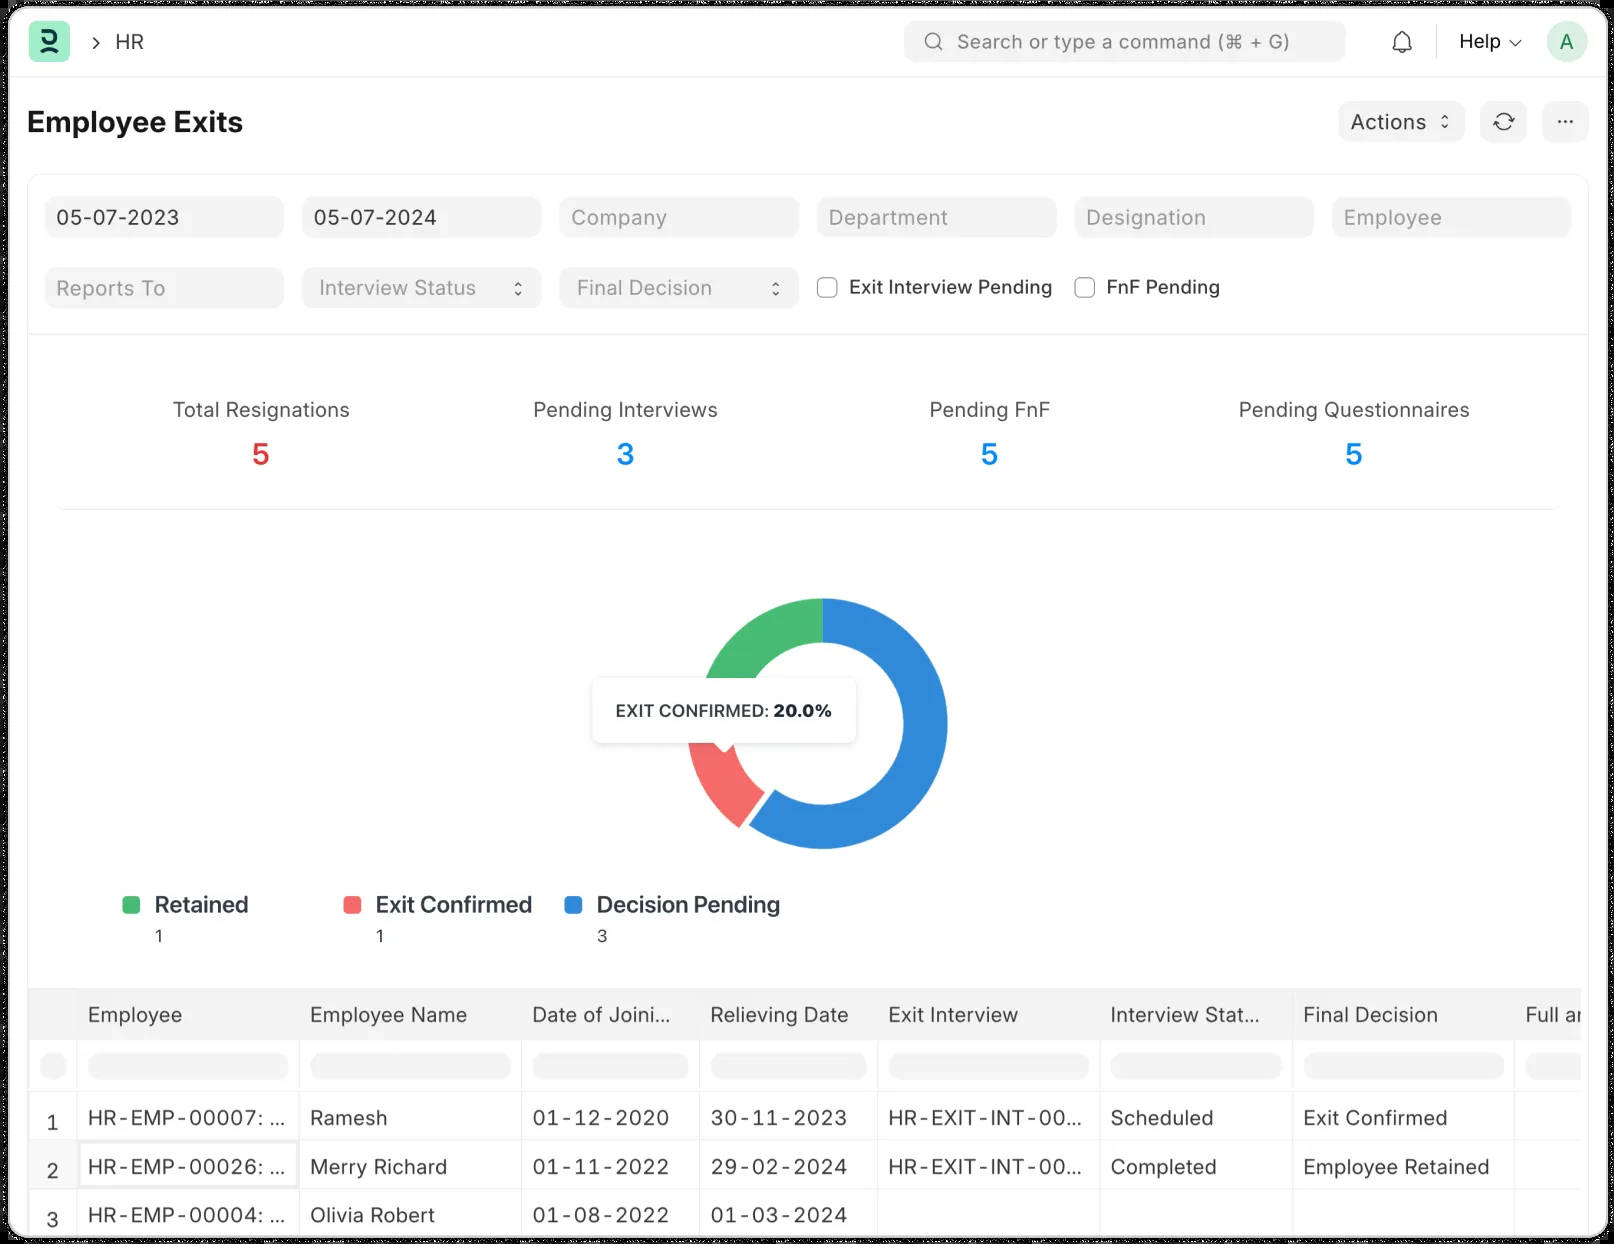 HR
Search or type a command (⌘ + G)
Help
A
Employee Exits
Actions
...
05-07-2023 05-07-2024 Company Department Designation Employee
Reports To Interview Status Final Decision Exit Interview Pending FnF Pending
Total Resignations Pending Interviews Pending FnF Pending Questionnaires
5 3 5 5
EXIT CONFIRMED: 20.0%
Retained Exit Confirmed Decision Pending
1 1 3
Employee Employee Name Date of Joini... Relieving Date Exit Interview Interview Stat... Final Decision Full
1 HR-EMP-00007: ... Ramesh 01-12-2020 30-11-2023 HR-EXIT-INT-00... Scheduled Exit Confirmed
2 HR-EMP-00026: ... Merry Richard 01-11-2022 29-02-2024 HR-EXIT-INT-00... Completed Employee Retained
3 HR-EMP-00004: ... Olivia Robert 01-08-2022 01-03-2024